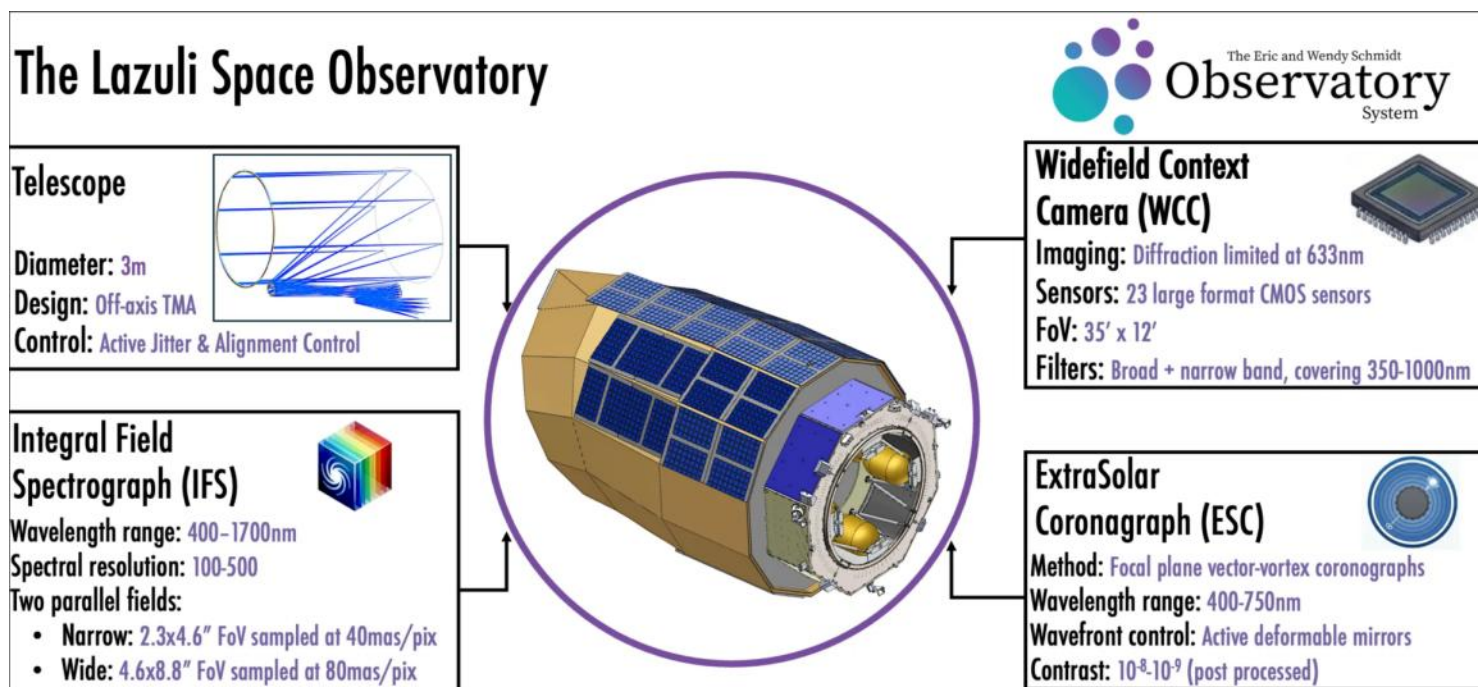 The Lazuli Space Observatory
The Eric and Wendy Schmidt
Observatory
System
Telescope
Diameter: 3m
Design: Off-axis TMA
Control: Active Jitter & Alignment Control
Widefield Context
Camera (WCC)
Imaging: Diffraction limited at 633nm
Sensors: 23 large format CMOS sensors
FoV: 35’ x 12’
Filters: Broad + narrow band, covering 350-1000nm
Integral Field
Spectrograph (IFS)
Wavelength range: 400–1700nm
Spectral resolution: 100-500
Two parallel fields:
• Narrow: 2.3x4.6” FoV sampled at 40mas/pix
• Wide: 4.6x8.8” FoV sampled at 80mas/pix
ExtraSolar
Coronagraph (ESC)
Method: Focal plane vector-vortex coronographs
Wavelength range: 400-750nm
Wavefront control: Active deformable mirrors
Contrast: 10⁻⁸-10⁻⁹ (post processed)